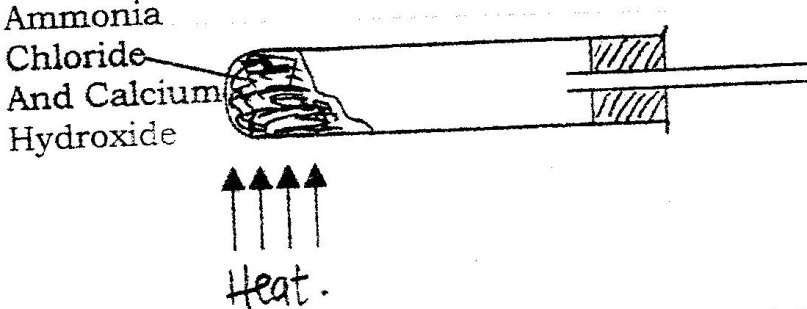 Ammonia
Chloride
And Calcium
Hydroxide
Heat.